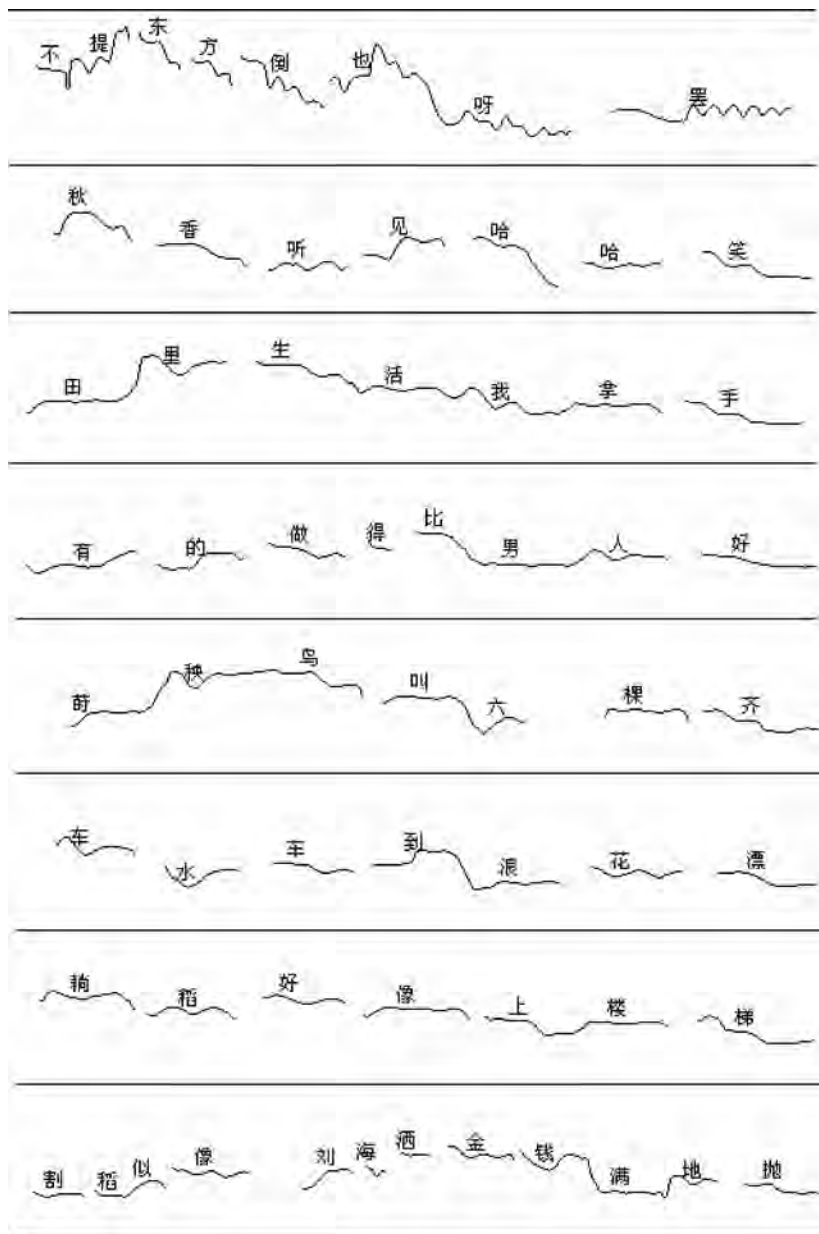 不提东方倒也呀罢
秋香听见哈哈笑
田里生活我拿手
有的做得比男人好
莳秧鸟叫六棵齐
车水车到浪花漂
耥稻好像上楼梯
割稻似像刘海洒金钱满地抛